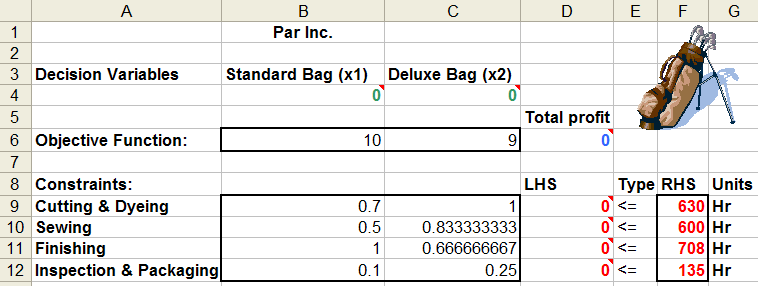 A B C D E F G
1 Par Inc.
2
3 Decision Variables Standard Bag (x1) Deluxe Bag (x2)
4 0 0
5 Total profit
6 Objective Function: 10 9 0
7
8 Constraints: LHS Type RHS Units
9 Cutting & Dyeing 0.7 1 0 <= 630 Hr
10 Sewing 0.5 0.833333333 0 <= 600 Hr
11 Finishing 1 0.666666667 0 <= 708 Hr
12 Inspection & Packaging 0.1 0.25 0 <= 135 Hr